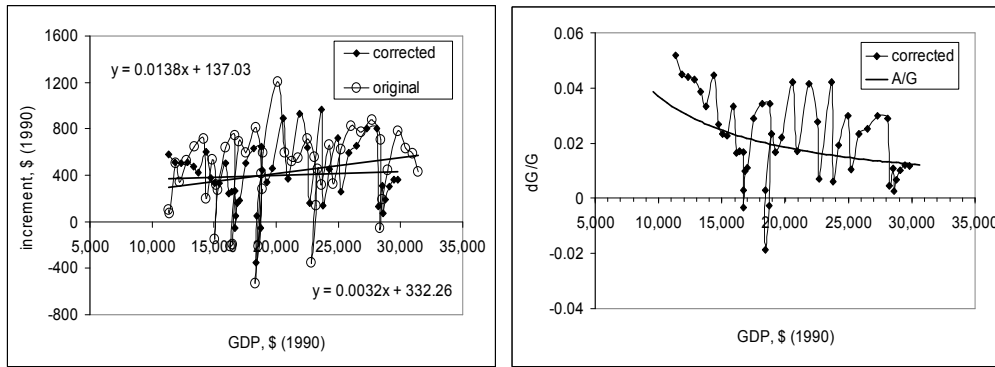 1600
1200
800
400
0
-400
-800
increment, $ (1990)
y = 0.0138x + 137.03
corrected
original
5,000 10,000 15,000 20,000 25,000 30,000 35,000
y = 0.0032x + 332.26
GDP, $ (1990)
0.06
0.04
0.02
0
-0.02
-0.04
dG/G
corrected
A/G
5,000 10,000 15,000 20,000 25,000 30,000 35,000
GDP, $ (1990)